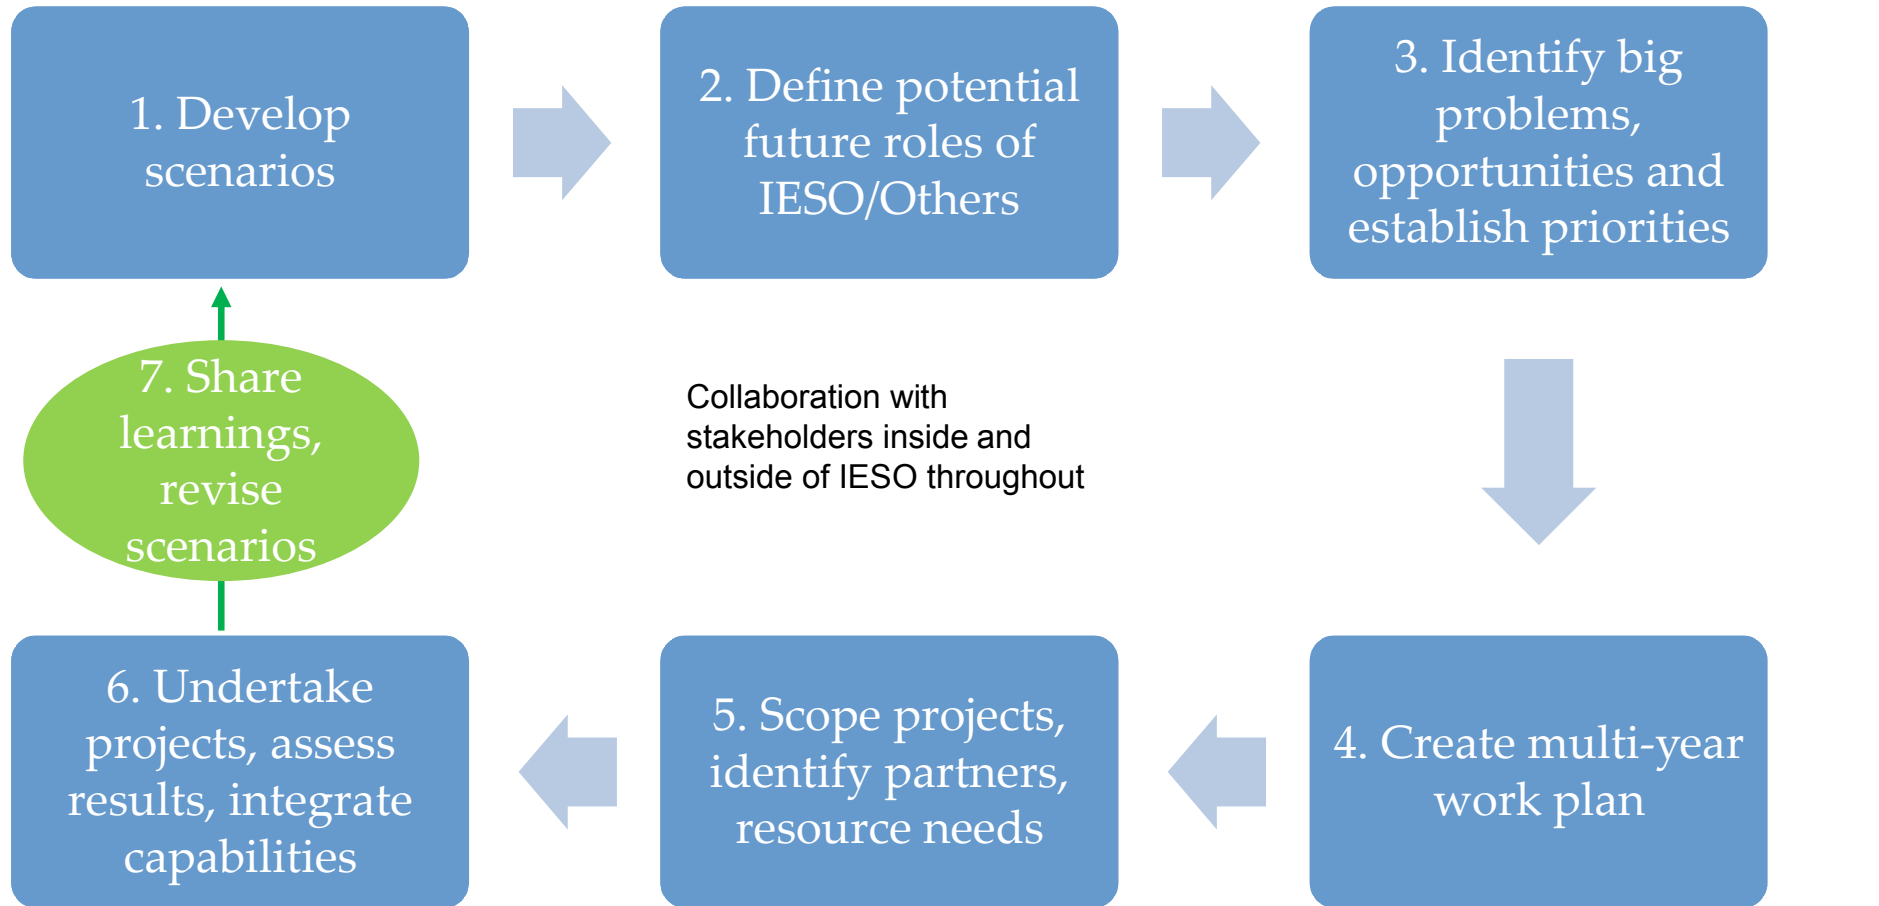 1. Develop
scenarios
2. Define potential
future roles of
IESO/Others
3. Identify big
problems,
opportunities and
establish priorities
7. Share
learnings,
revise
scenarios
Collaboration with
stakeholders inside and
outside of IESO throughout
6. Undertake
projects, assess
results, integrate
capabilities
5. Scope projects,
identify partners,
resource needs
4. Create multi-year
work plan